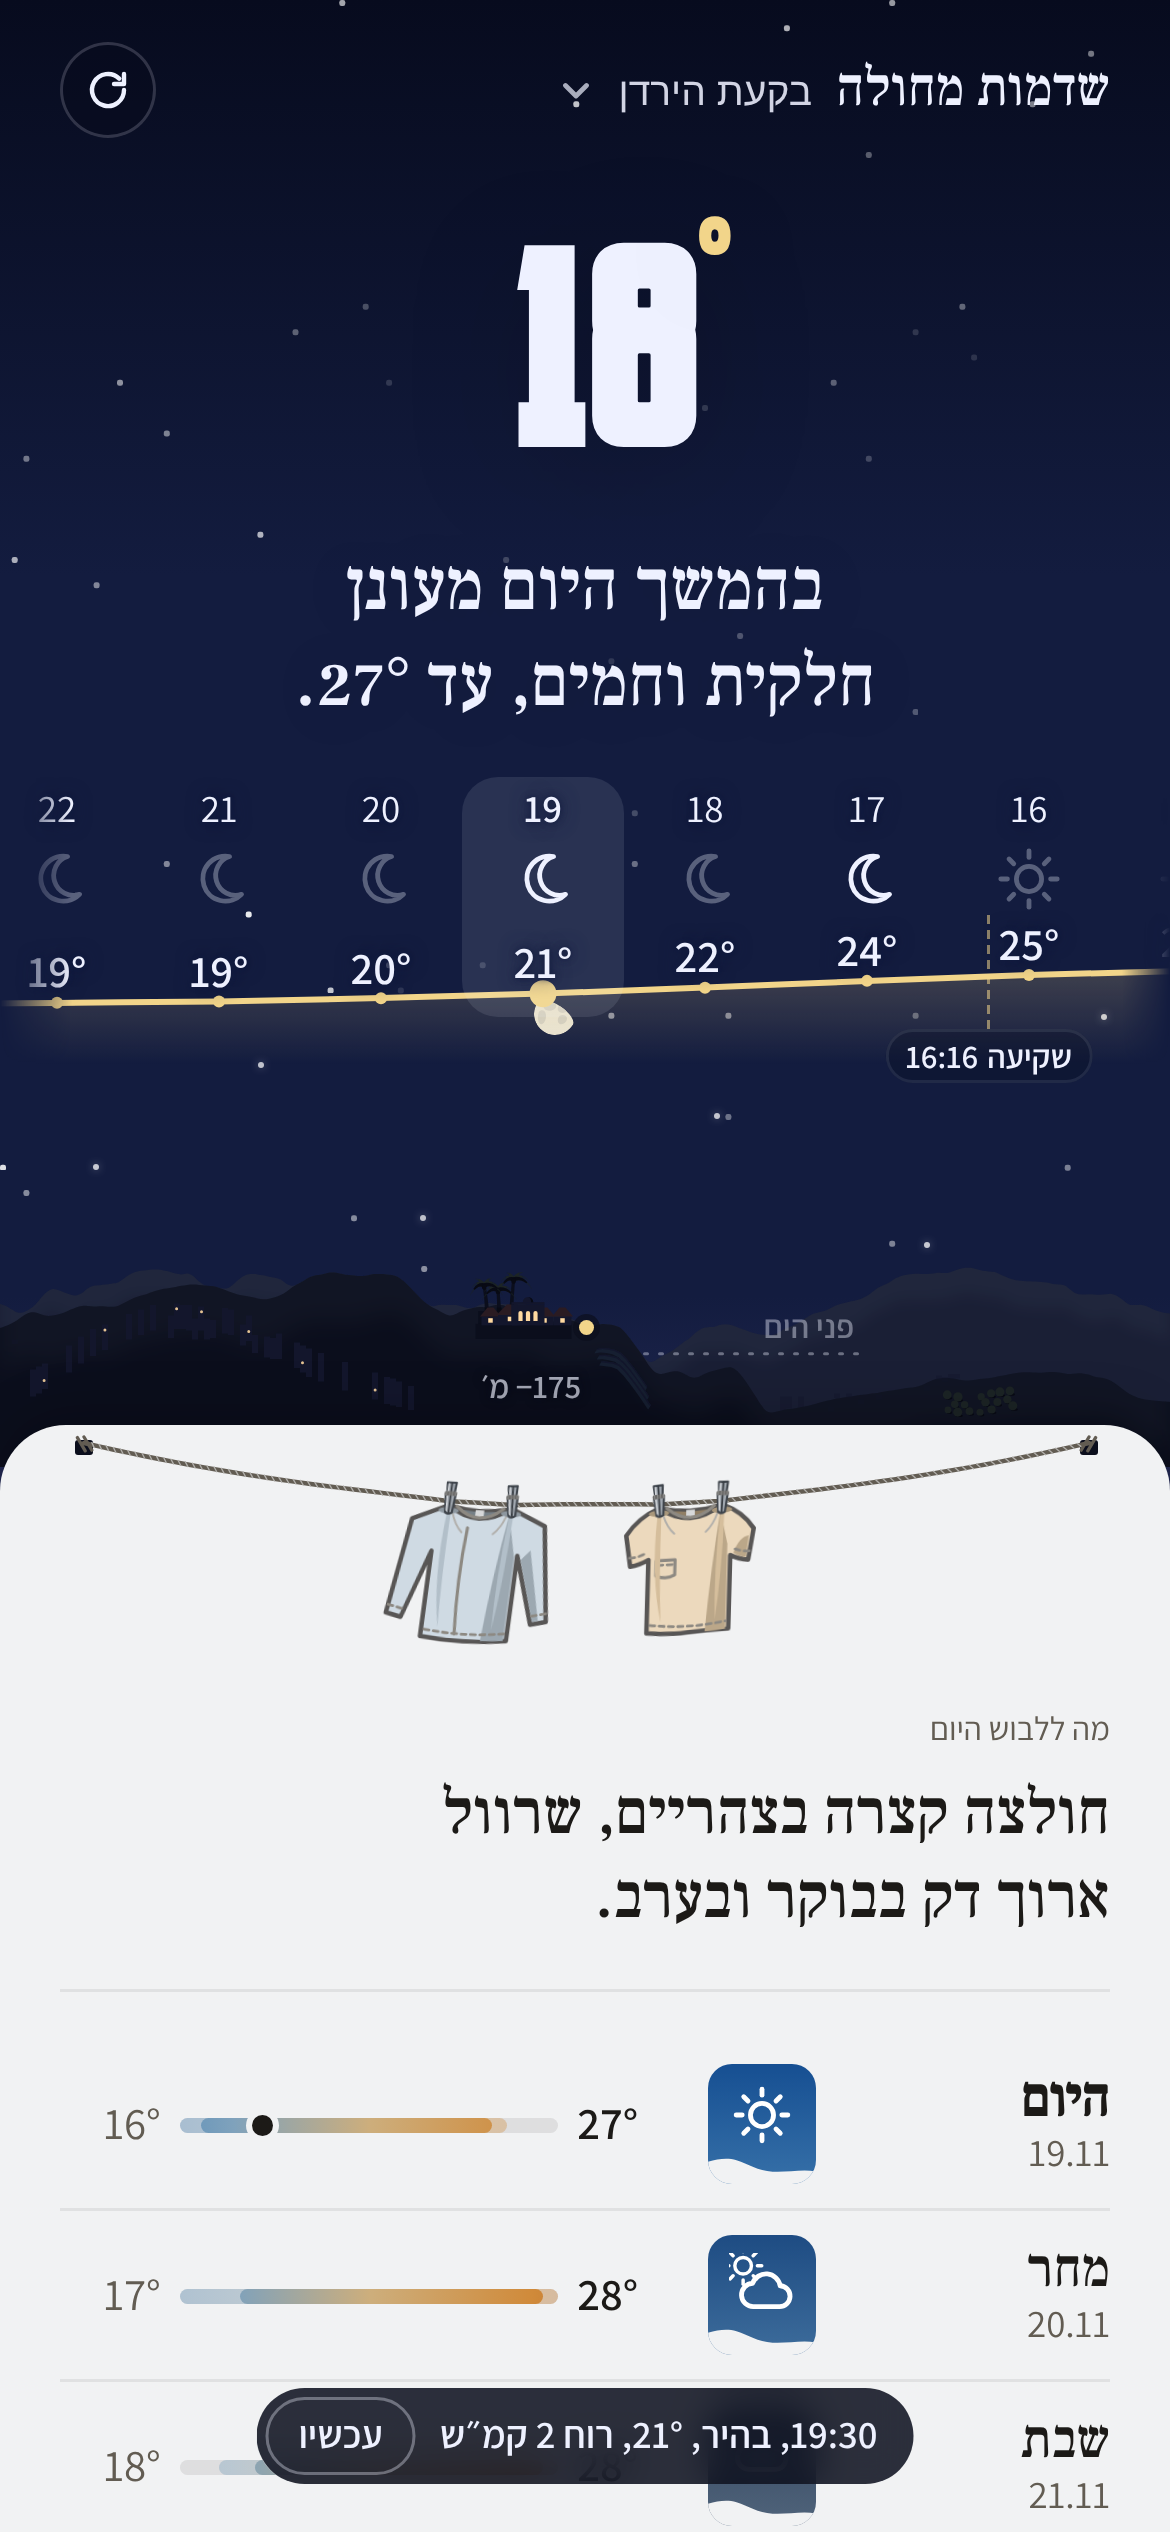 שדמות מחולה בקעת הירדן
18°
בהמשך היום מעונן
חלקית וחמים, עד 27°.
16 17 18 19 20 21 22
25° 24° 22° 21° 20° 19° 19°
שקיעה 16:16
פני הים
−175 מ׳
מה ללבוש היום
חולצה קצרה בצהריים, שרוול
ארוך דק בבוקר ובערב.
היום
19.11
27° 16°
מחר
20.11
28° 17°
שבת
21.11
28 18°
19:30, בהיר, 21°, רוח 2 קמ״ש עכשיו